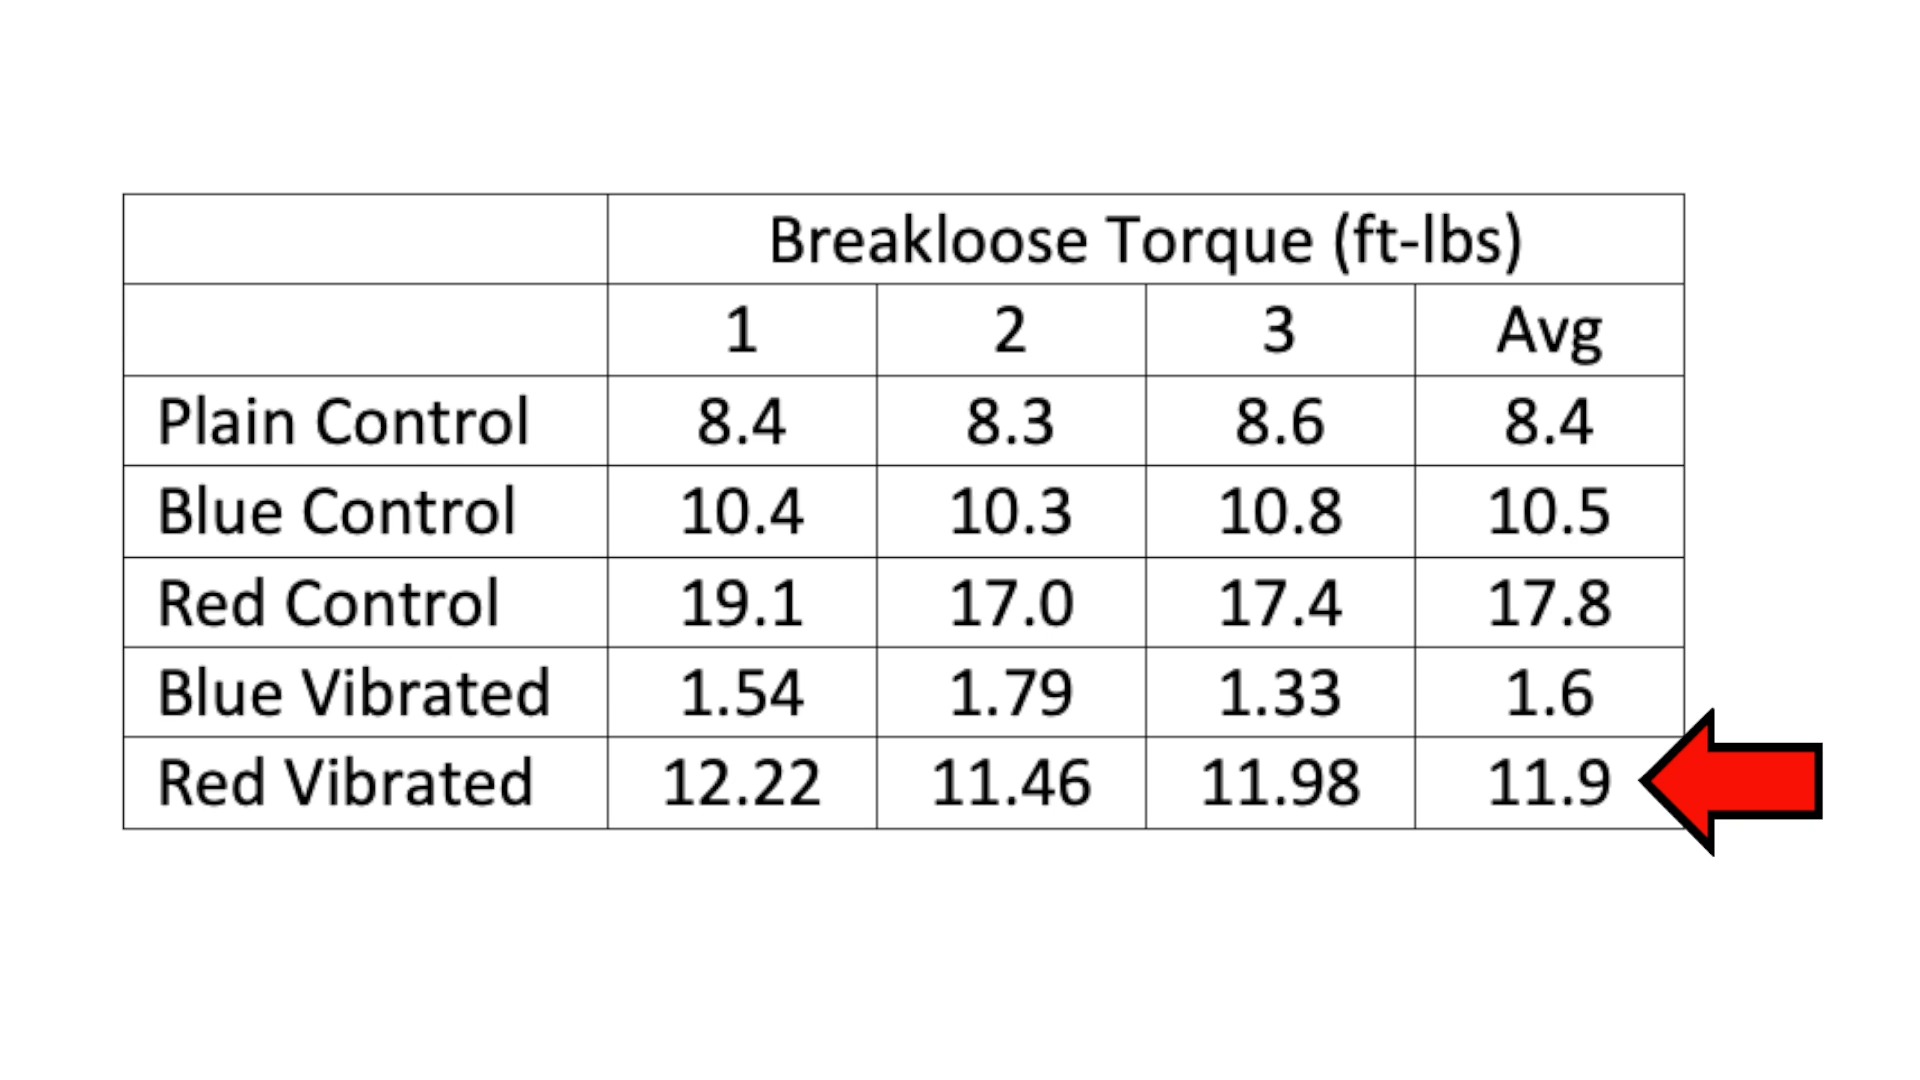 Breakloose Torque (ft-lbs)
1 2 3 Avg
Plain Control 8.4 8.3 8.6 8.4
Blue Control 10.4 10.3 10.8 10.5
Red Control 19.1 17.0 17.4 17.8
Blue Vibrated 1.54 1.79 1.33 1.6
Red Vibrated 12.22 11.46 11.98 11.9